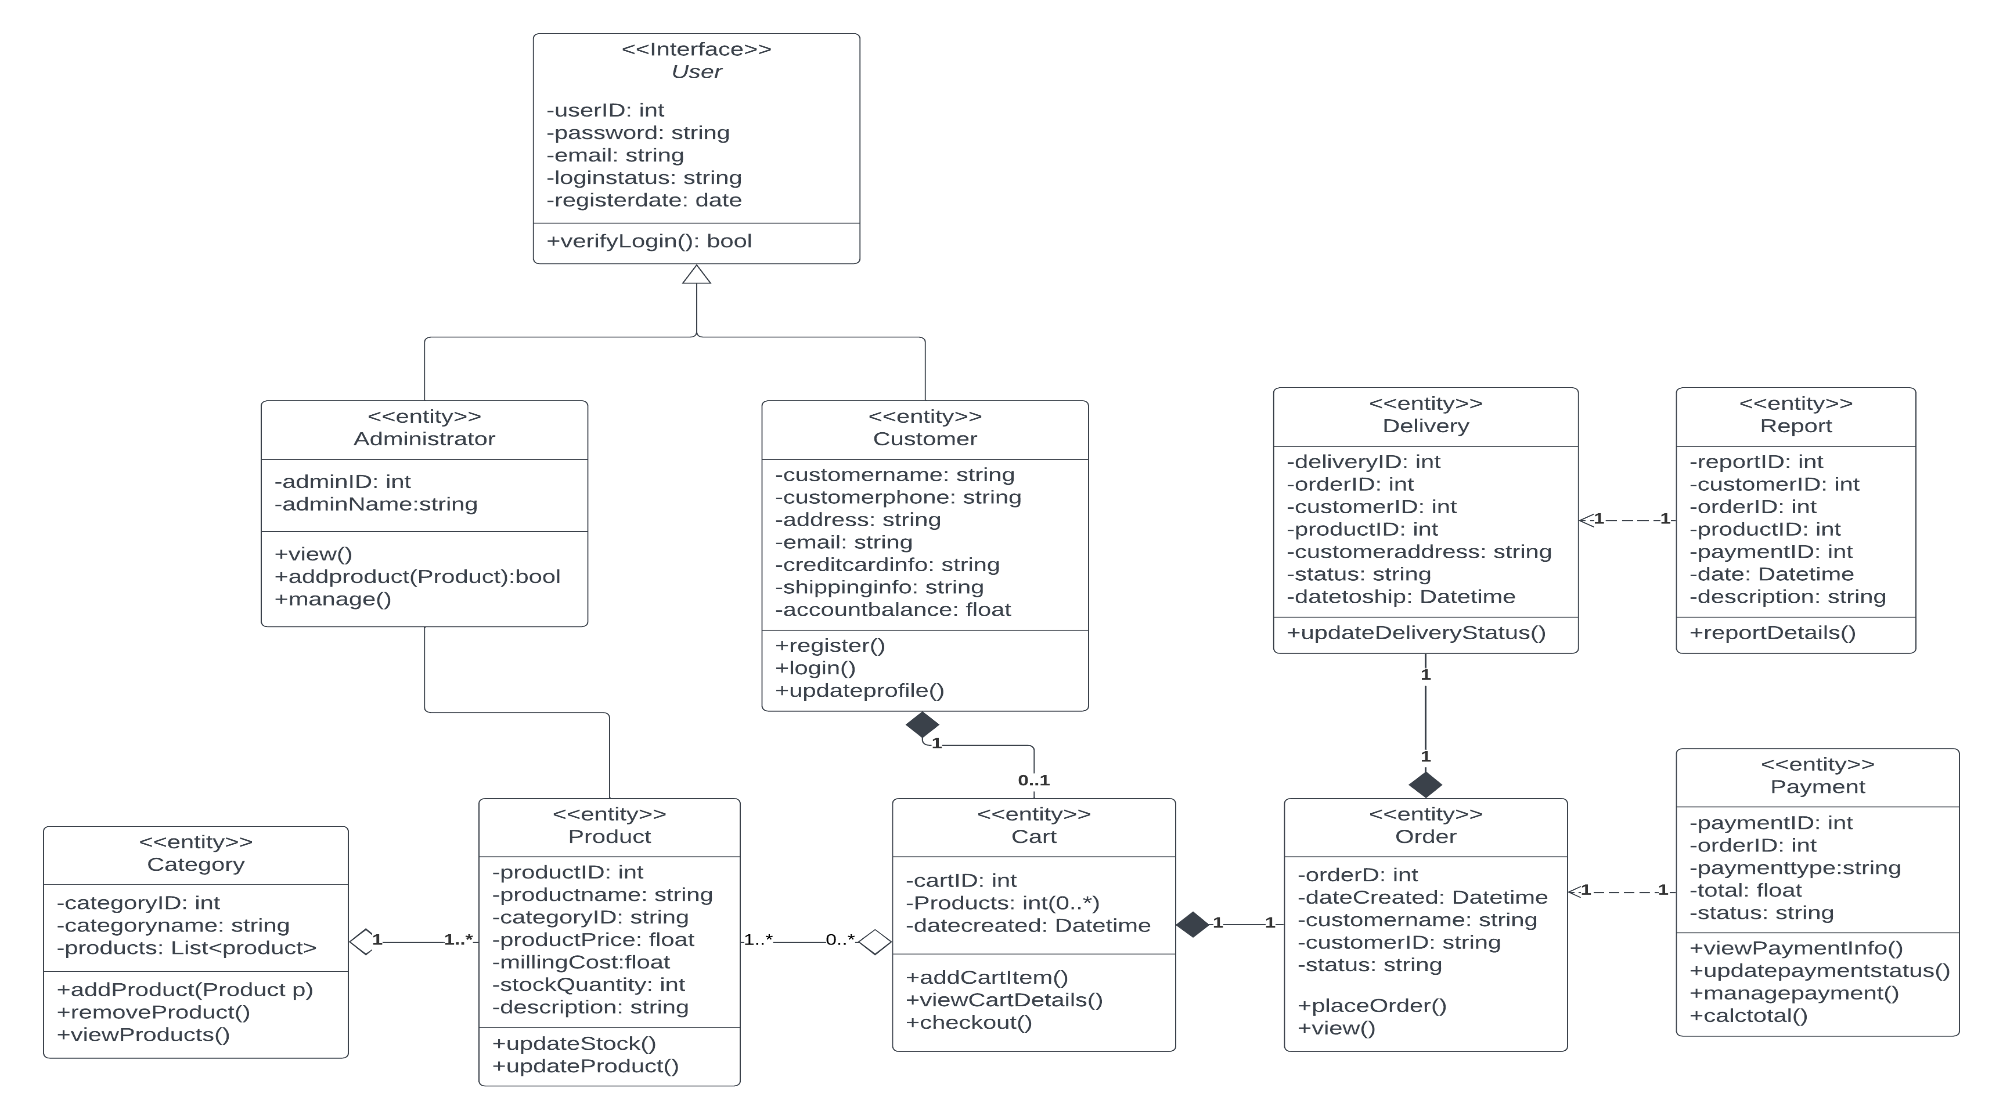 <<Interface>>
User
-userID: int
-password: string
-email: string
-loginstatus: string
-registerdate: date
+verifyLogin(): bool
<<entity>>
Administrator
-adminID: int
-adminName:string
+view()
+addproduct(Product):bool
+manage()
<<entity>>
Customer
-customername: string
-customerphone: string
-address: string
-email: string
-creditcardinfo: string
-shippinginfo: string
-accountbalance: float
+register()
+login()
+updateprofile()
1
0..1
<<entity>>
Delivery
-deliveryID: int
-orderID: int
-customerID: int
-productID: int
-customeraddress: string
-status: string
-datetoship: Datetime
+updateDeliveryStatus()
1
1
1
1
<<entity>>
Report
-reportID: int
-customerID: int
-orderID: int
-productID: int
-paymentID: int
-date: Datetime
-description: string
+reportDetails()
<<entity>>
Category
-categoryID: int
-categoryname: string
-products: List<product>
+addProduct(Product p)
+removeProduct()
+viewProducts()
1
1..*
<<entity>>
Product
-productID: int
-productname: string
-categoryID: string
-productPrice: float
-millingCost:float
-stockQuantity: int
-description: string
+updateStock()
+updateProduct()
1..*
0..*
<<entity>>
Cart
-cartID: int
-Products: int(0..*)
-datecreated: Datetime
+addCartItem()
+viewCartDetails()
+checkout()
1
1
<<entity>>
Order
-orderD: int
-dateCreated: Datetime
-customername: string
-customerID: string
-status: string
+placeOrder()
+view()
1
1
<<entity>>
Payment
-paymentID: int
-orderID: int
-paymenttype:string
-total: float
-status: string
+viewPaymentInfo()
+updatepaymentstatus()
+managepayment()
+calctotal()